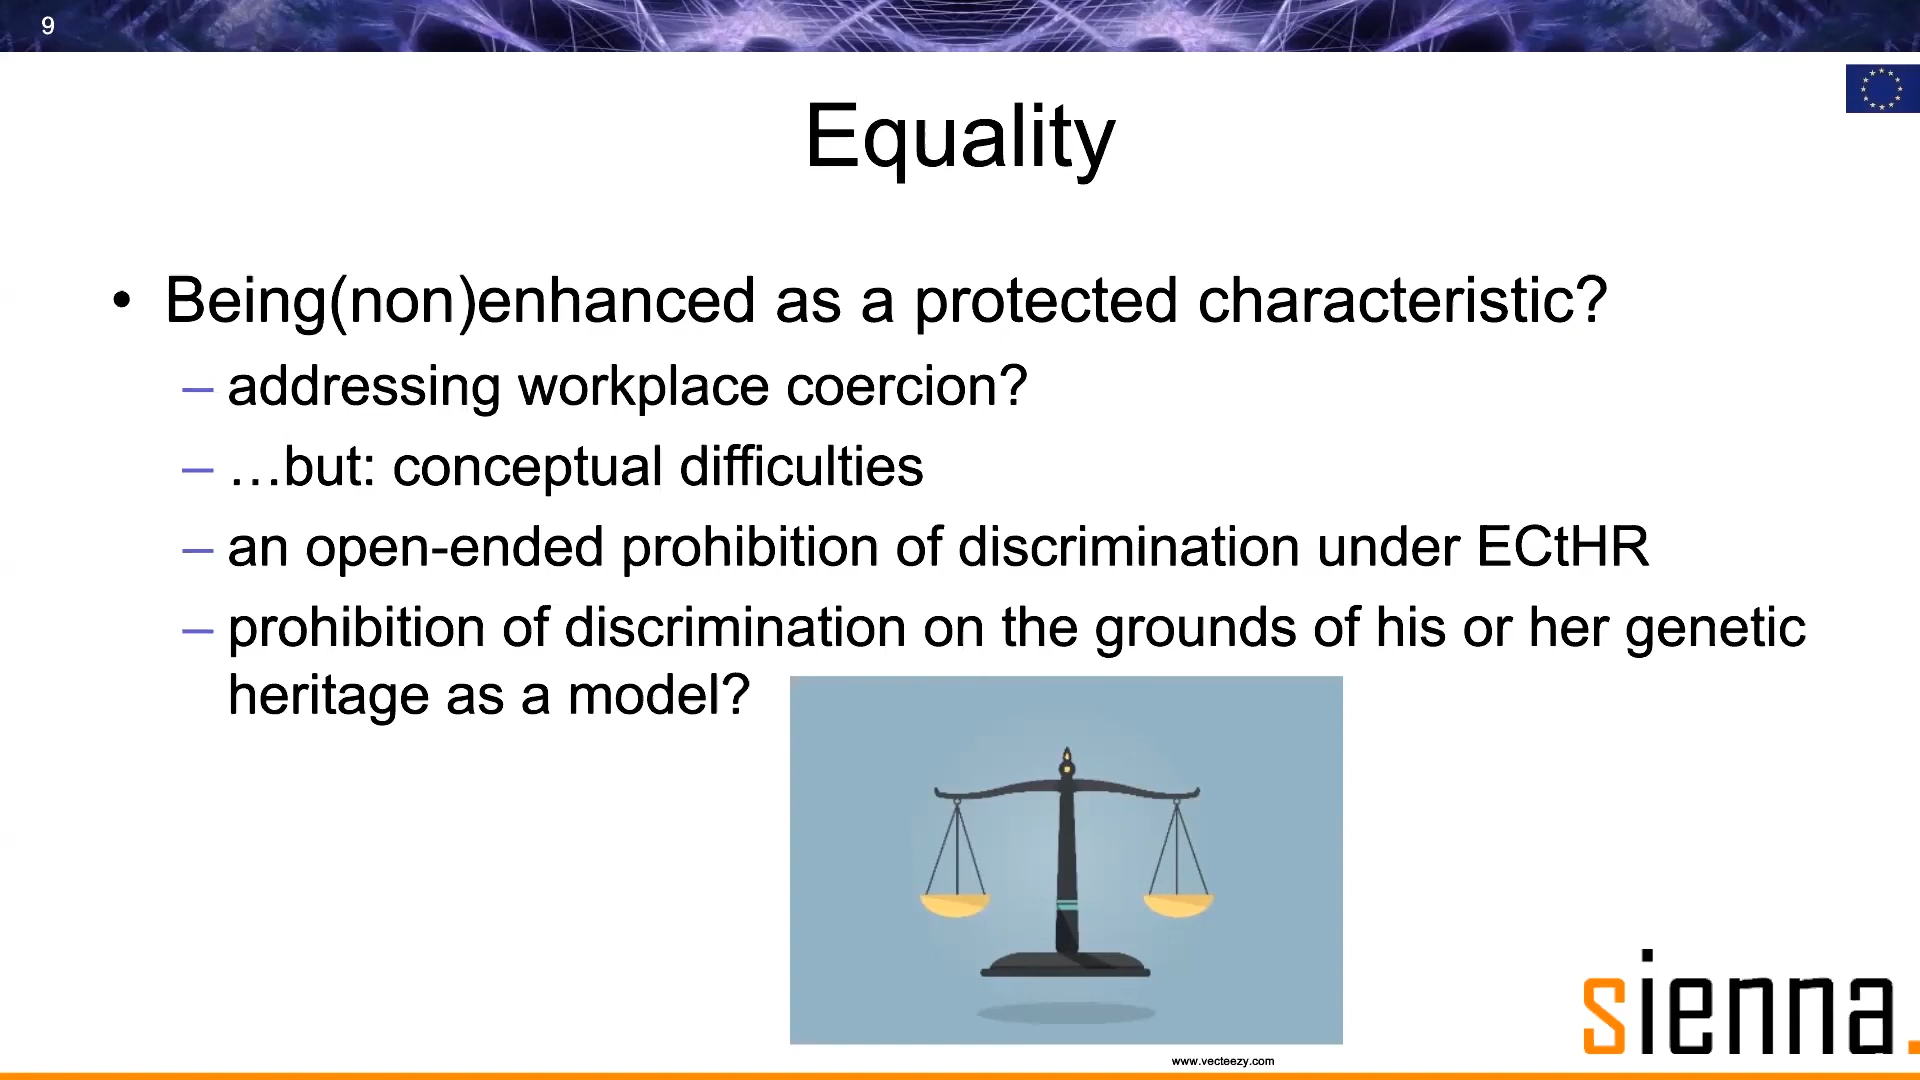 9
Equality
• Being(non)enhanced as a protected characteristic?
– addressing workplace coercion?
– …but: conceptual difficulties
– an open-ended prohibition of discrimination under ECtHR
– prohibition of discrimination on the grounds of his or her genetic
heritage as a model?
sienna.
www.vecteezy.com